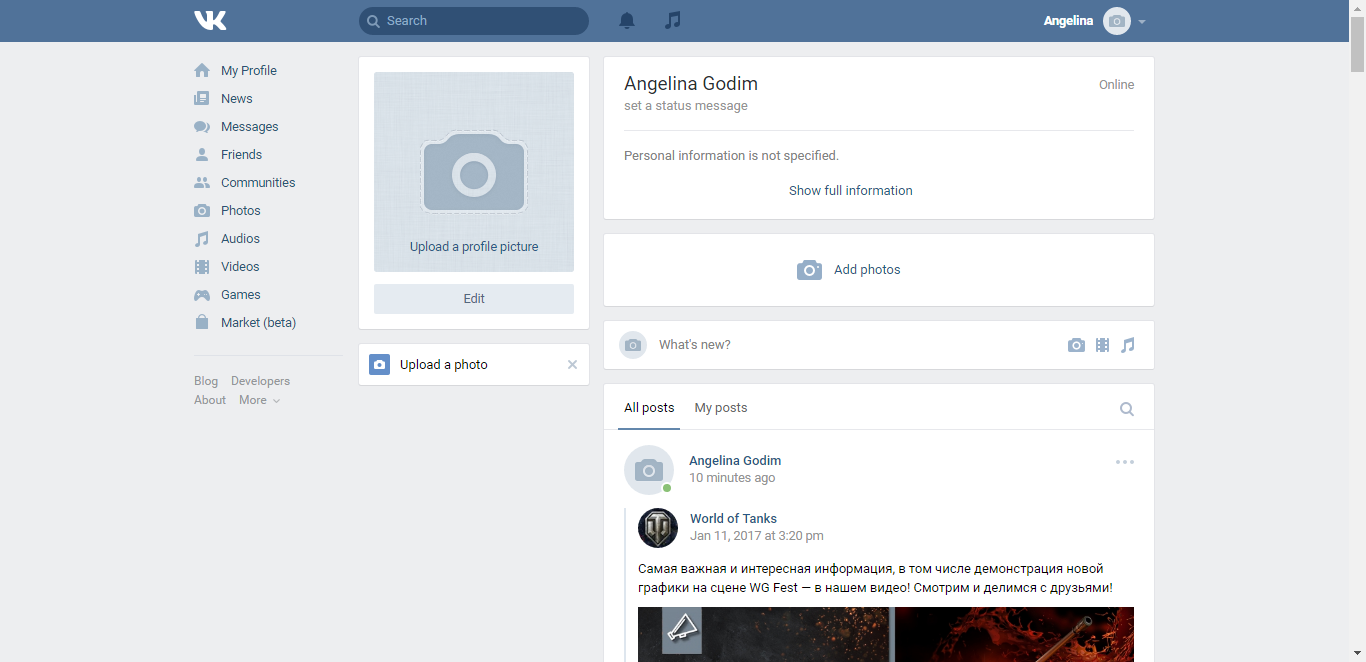 VK
Search
Angelina
My Profile
News
Messages
Friends
Communities
Photos
Audios
Videos
Games
Market (beta)
Blog Developers
About More
Upload a profile picture
Edit
Upload a photo
Angelina Godim
Online
set a status message
Personal information is not specified.
Show full information
Add photos
What's new?
All posts My posts
Angelina Godim
10 minutes ago
World of Tanks
Jan 11, 2017 at 3:20 pm
Самая важная и интересная информация, в том числе демонстрация новой
графики на сцене WG Fest — в нашем видео! Смотрим и делимся с друзьями!